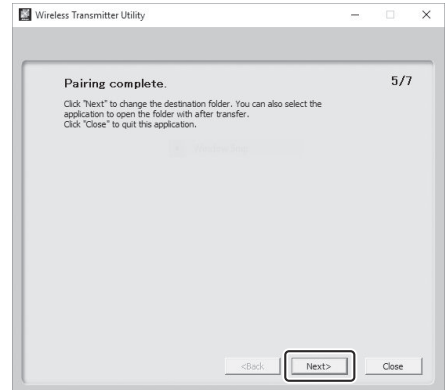 Wireless Transmitter Utility
Pairing complete.
5/7
Click "Next" to change the destination folder. You can also select the
application to open the folder with after transfer.
Click "Close" to quit this application.
<Back
Next>
Close